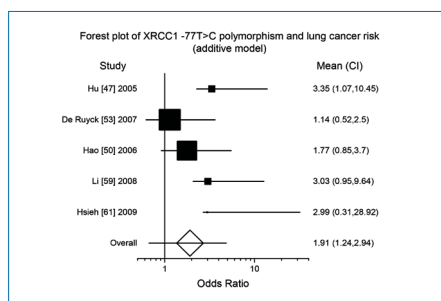 Forest plot of XRCC1 -77T>C polymorphism and lung cancer risk
(additive model)
Study Mean (CI)
Hu [47] 2005 3.35 (1.07,10.45)
De Ruyck [53] 2007 1.14 (0.52,2.5)
Hao [50] 2006 1.77 (0.85,3.7)
Li [59] 2008 3.03 (0.95,9.64)
Hsieh [61] 2009 2.99 (0.31,28.92)
Overall 1.91 (1.24,2.94)
1 10
Odds Ratio